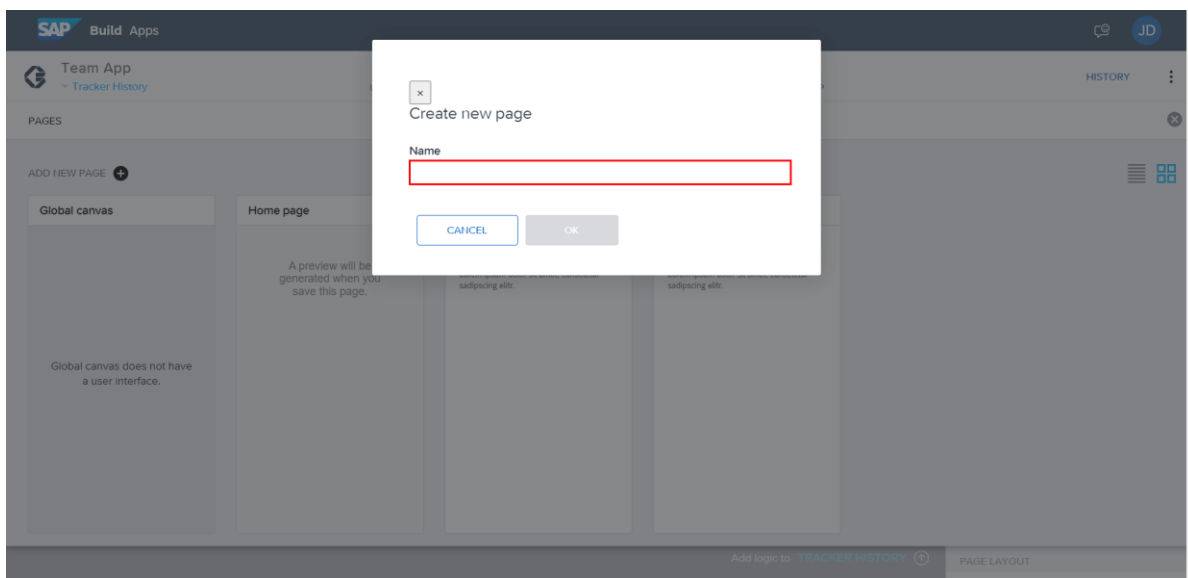 SAP Build Apps
JD
Team App
Tracker History
HISTORY
PAGES
×
Create new page
Name
CANCEL OK
ADD NEW PAGE
Global canvas
Home page
A preview will be
generated when you
save this page.
sadipscing elitr.
sadipscing elitr.
Global canvas does not have
a user interface.
Add logic to TRACKER HISTORY
PAGE LAYOUT